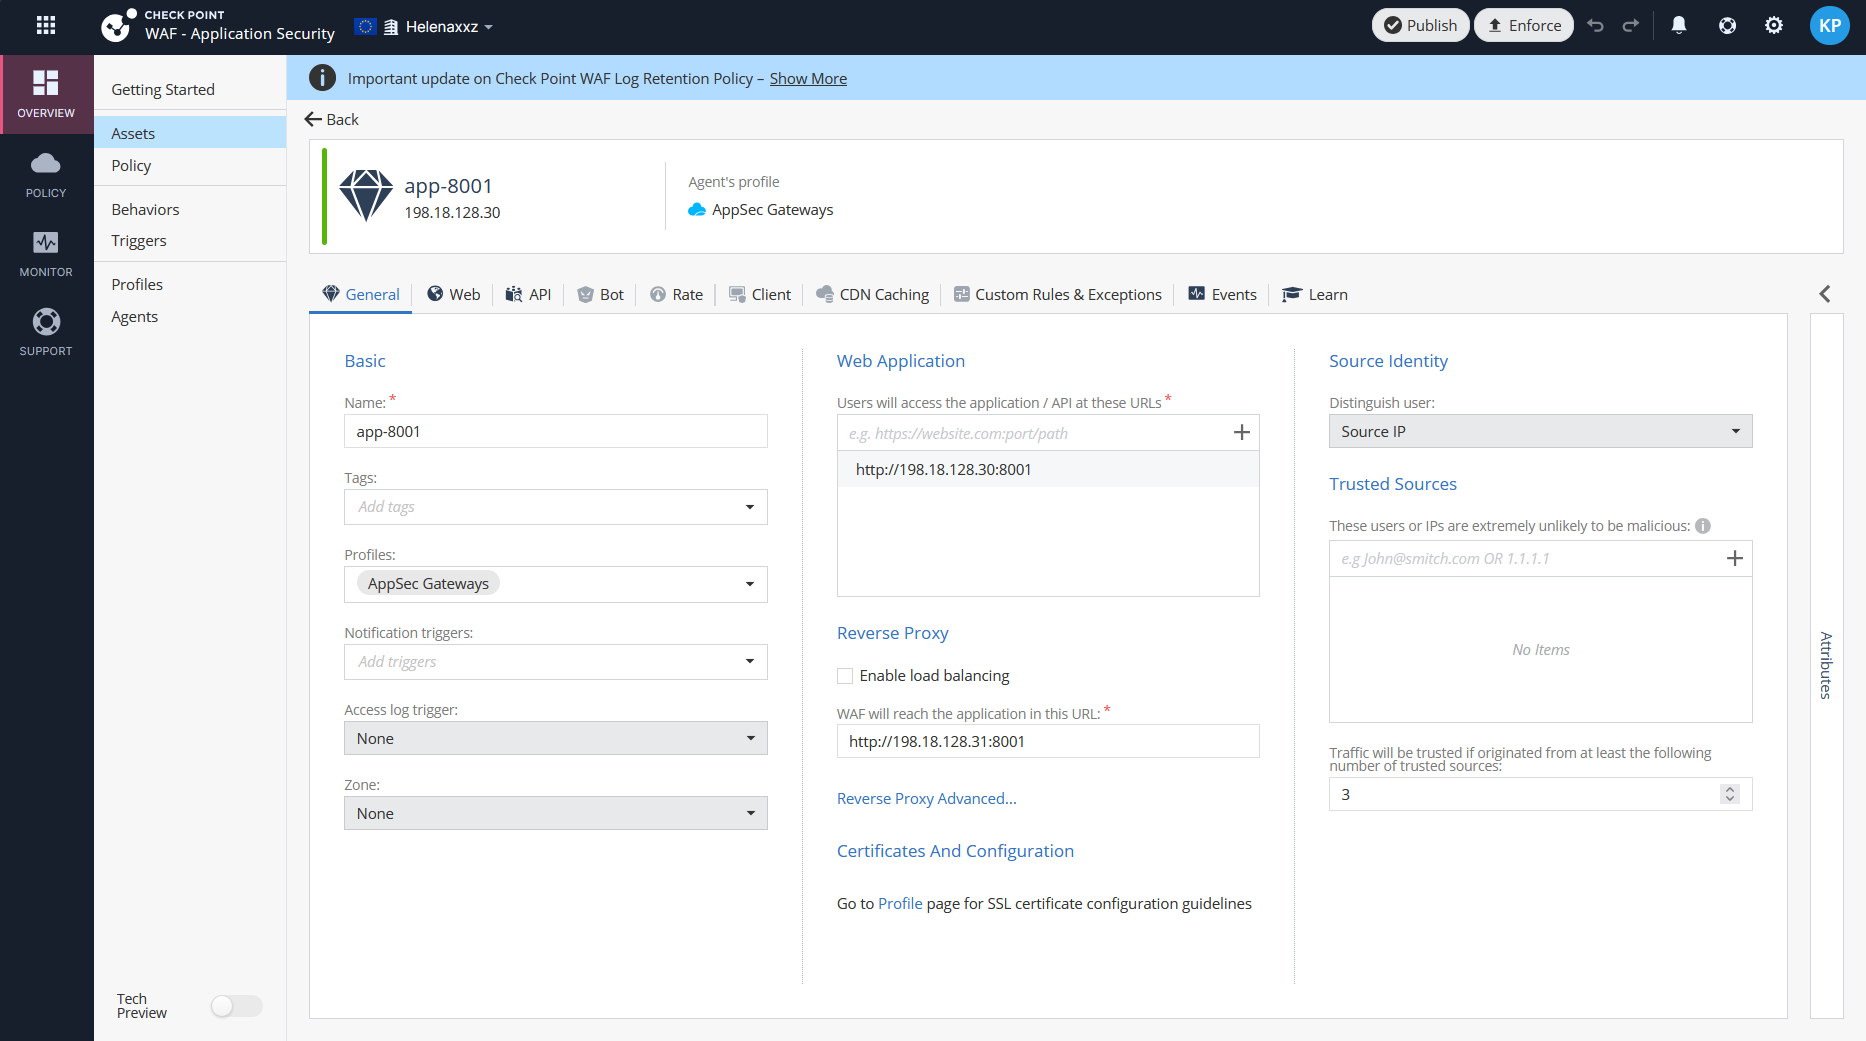 CHECK POINT
WAF - Application Security
Helenaxxz
Publish
Enforce
KP
OVERVIEW
POLICY
MONITOR
SUPPORT
Getting Started
Assets
Policy
Behaviors
Triggers
Profiles
Agents
Tech
Preview
Important update on Check Point WAF Log Retention Policy – Show More
Back
app-8001
198.18.128.30
Agent's profile
AppSec Gateways
General
Web
API
Bot
Rate
Client
CDN Caching
Custom Rules & Exceptions
Events
Learn
Basic
Name: *
app-8001
Tags:
Add tags
Profiles:
AppSec Gateways
Notification triggers:
Add triggers
Access log trigger:
None
Zone:
None
Web Application
Users will access the application / API at these URLs *
e.g. https://website.com:port/path
http://198.18.128.30:8001
Reverse Proxy
Enable load balancing
WAF will reach the application in this URL: *
http://198.18.128.31:8001
Reverse Proxy Advanced...
Certificates And Configuration
Go to Profile page for SSL certificate configuration guidelines
Source Identity
Distinguish user:
Source IP
Trusted Sources
These users or IPs are extremely unlikely to be malicious:
e.g John@smitch.com OR 1.1.1.1
No Items
Traffic will be trusted if originated from at least the following
number of trusted sources:
3
Attributes